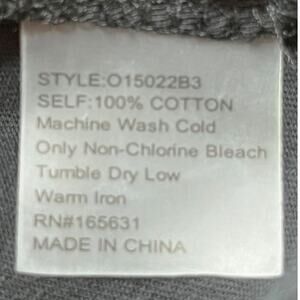 STYLE:O15022B3
SELF:100% COTTON
Machine Wash Cold
Only Non-Chlorine Bleach
Tumble Dry Low
Warm Iron
RN#165631
MADE IN CHINA